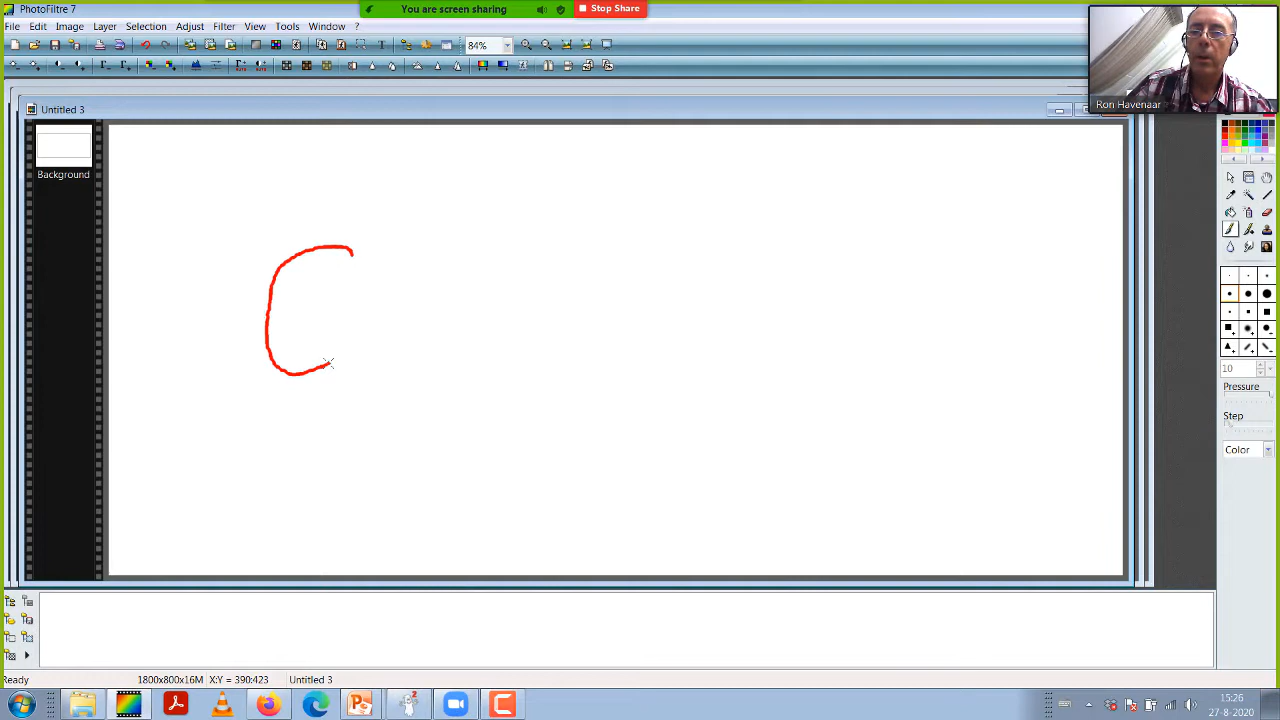 PhotoFiltre 7
You are screen sharing
Stop Share
File Edit Image Layer Selection Adjust Filter View Tools Window ?
84%
Ron Havenaar
Untitled 3
Background
C
10
Pressure
Step
Color
Ready 1800x800x16M X:Y = 390:423 Untitled 3
15:26
27-8-2020